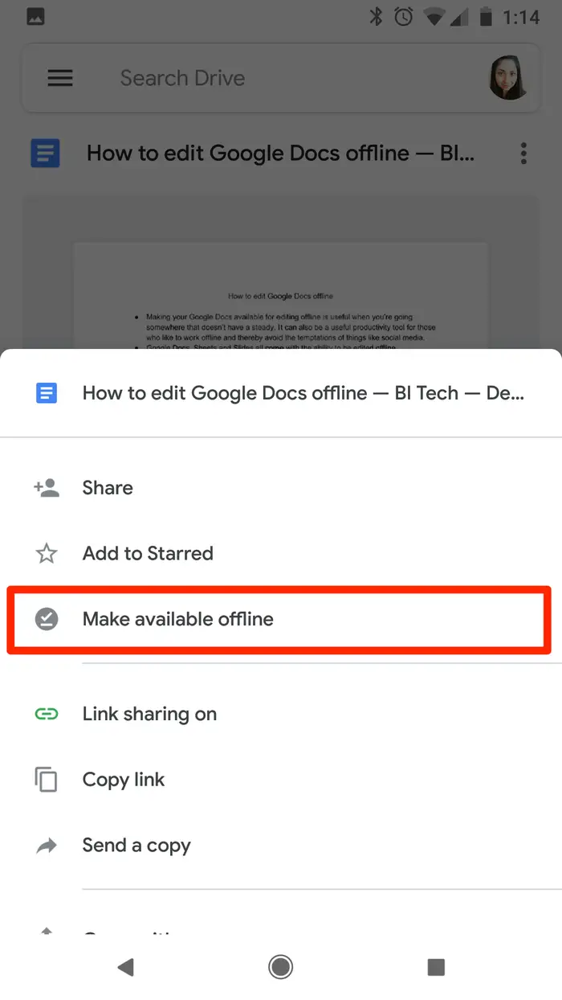 1:14
Search Drive
How to edit Google Docs offline — BI...
How to edit Google Docs offline
Making your Google Docs available for editing offline is useful when you're going
somewhere that doesn't have a steady. It can also be a useful productivity tool for those
who like to work offline and thereby avoid the temptations of things like social media.
Google Docs, Sheets and Slides all come with the ability to be edited offline
How to edit Google Docs offline — BI Tech — De...
Share
Add to Starred
Make available offline
Link sharing on
Copy link
Send a copy